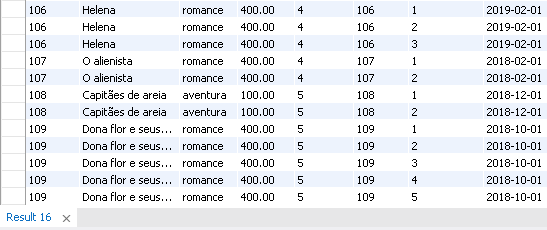 106 Helena romance 400.00 4 106 1 2019-02-01
106 Helena romance 400.00 4 106 2 2019-02-01
106 Helena romance 400.00 4 106 3 2019-02-01
107 O alienista romance 400.00 4 107 1 2018-02-01
107 O alienista romance 400.00 4 107 2 2018-02-01
108 Capitães de areia aventura 100.00 5 108 1 2018-12-01
108 Capitães de areia aventura 100.00 5 108 2 2018-12-01
109 Dona flor e seus... romance 400.00 5 109 1 2018-10-01
109 Dona flor e seus... romance 400.00 5 109 2 2018-10-01
109 Dona flor e seus... romance 400.00 5 109 3 2018-10-01
109 Dona flor e seus... romance 400.00 5 109 4 2018-10-01
109 Dona flor e seus... romance 400.00 5 109 5 2018-10-01
Result 16